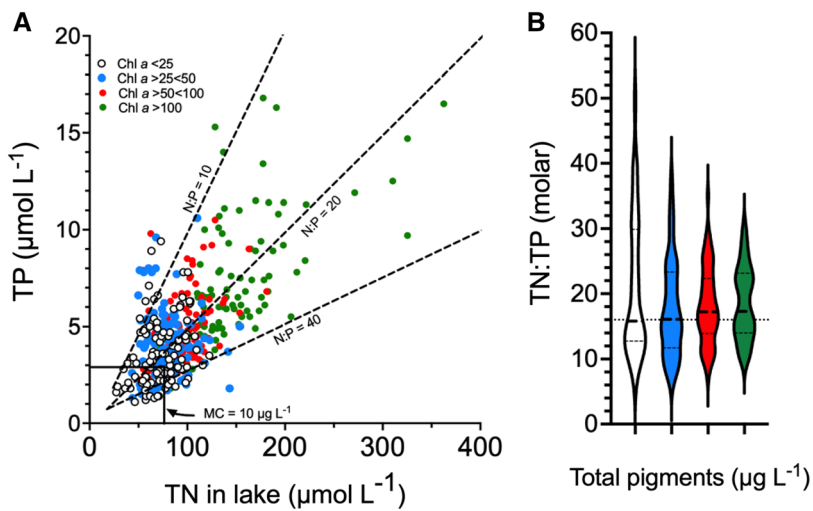 A
TP (μmol L-1)
20
15
10
5
0
Chl a <25
Chl a >25<50
Chl a >50<100
Chl a >100
N:P = 10
N:P = 20
N:P = 40
MC = 10 μg L-1
0 100 200 300 400
TN in lake (μmol L-1)
B
TN:TP (molar)
60
50
40
30
20
10
0
Total pigments (μg L-1)